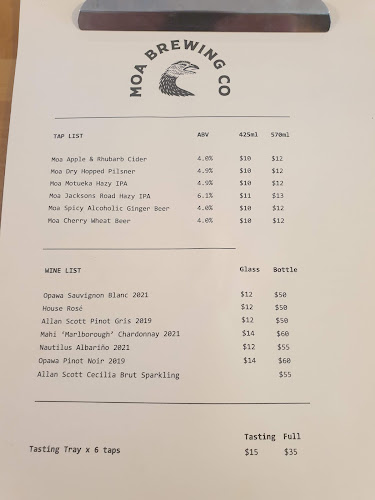 MOA BREWING CO
TAP LIST ABV 425ml 570ml
Moa Apple & Rhubarb Cider 4.0% $10 $12
Moa Dry Hopped Pilsner 4.9% $10 $12
Moa Motueka Hazy IPA 4.9% $10 $12
Moa Jacksons Road Hazy IPA 6.1% $11 $13
Moa Spicy Alcoholic Ginger Beer 4.0% $10 $12
Moa Cherry Wheat Beer 4.0% $10 $12
WINE LIST Glass Bottle
Opawa Sauvignon Blanc 2021 $12 $50
House Rosé $12 $50
Allan Scott Pinot Gris 2019 $12 $50
Mahi ‘Marlborough’ Chardonnay 2021 $14 $60
Nautilus Albariño 2021 $12 $55
Opawa Pinot Noir 2019 $14 $60
Allan Scott Cecilia Brut Sparkling $55
Tasting Full
Tasting Tray x 6 taps $15 $35